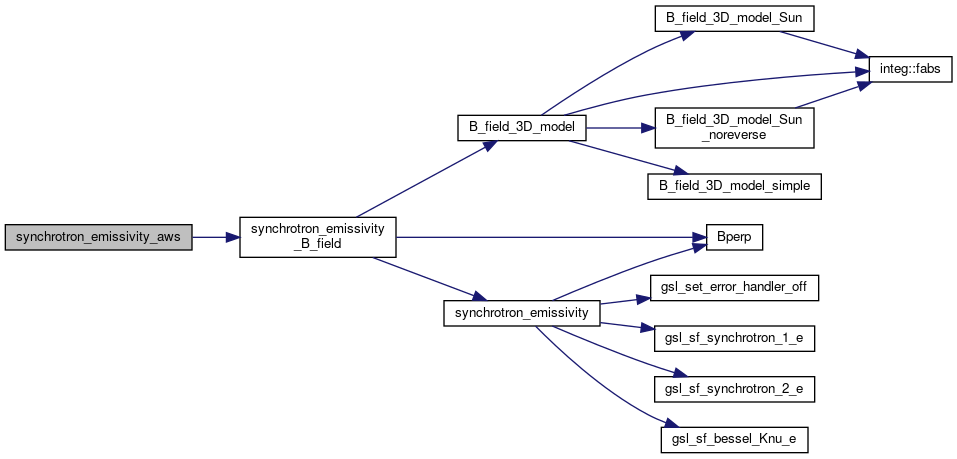 B_field_3D_model_Sun
integ::fabs
B_field_3D_model
B_field_3D_model_Sun
_noreverse
B_field_3D_model_simple
synchrotron_emissivity_aws
synchrotron_emissivity
_B_field
Bperp
gsl_set_error_handler_off
synchrotron_emissivity
gsl_sf_synchrotron_1_e
gsl_sf_synchrotron_2_e
gsl_sf_bessel_Knu_e